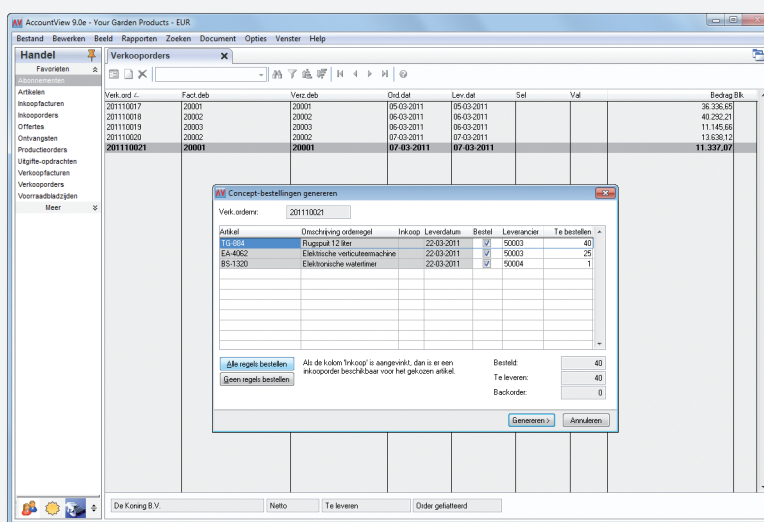 AccountView 9.0e - Your Garden Products - EUR
Bestand Bewerken Beeld Rapporten Zoeken Document Opties Venster Help
Handel
Verkooporders
Favorieten
Abonnementen
Artikelen
Inkoopfacturen
Inkooporders
Offertes
Ontvangsten
Productieorders
Uitgifte-opdrachten
Verkoopfacturen
Verkooporders
Voorraadbladzijden
Meer
Verk.ord Fact.deb Verz.deb Ord.dat Lev.dat Sel Val Bedrag Blk
201110017 20001 20001 05-03-2011 05-03-2011 36.336,65
201110018 20002 20002 06-03-2011 06-03-2011 40.292,21
201110019 20003 20003 06-03-2011 06-03-2011 11.145,66
201110020 20002 20002 07-03-2011 07-03-2011 13.638,12
201110021 20001 20001 07-03-2011 07-03-2011 11.337,07
Concept-bestellingen genereren
Verk.ordernr: 201110021
Artikel Omschrijving orderregel Inkoop Leverdatum Bestel Leverancier Te bestellen
TG-884 Rugspuit 12 liter 22-03-2011 50003 40
EA-4062 Elektrische verticuteermachine 22-03-2011 50003 25
BS-1320 Elektronische watertimer 22-03-2011 50004 1
Alle regels bestellen
Geen regels bestellen
Als de kolom 'Inkoop' is aangevinkt, dan is er een
inkooporder beschikbaar voor het gekozen artikel.
Besteld: 40
Te leveren: 40
Backorder: 0
Genereren > Annuleren
De Koning B.V. Netto Te leveren Order gefiatteerd